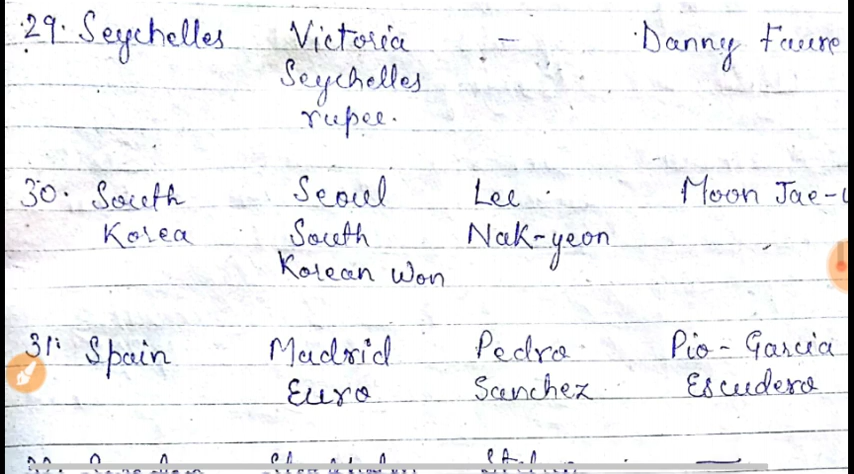 29. Seychelles Victoria - Danny Faure
Seychelles
rupee.
30. South Seoul Lee Moon Jae-
Korea South Nak-yeon
Korean Won
31. Spain Madrid Pedro Pio-Garcia
Euro Sanchez Escudero